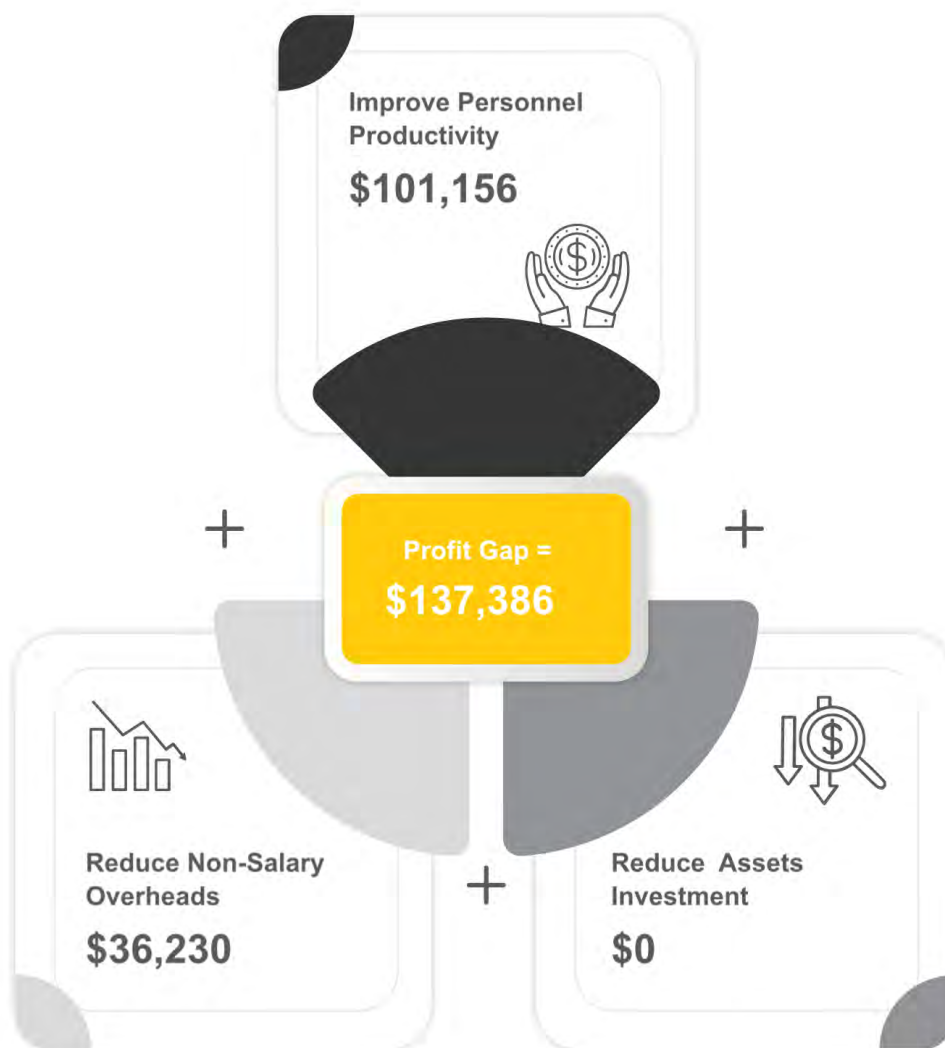 Improve Personnel
Productivity
$101,156
$
+
+
Profit Gap =
$137,386
$
Reduce Non-Salary
Overheads
$36,230
+
Reduce Assets
Investment
$0